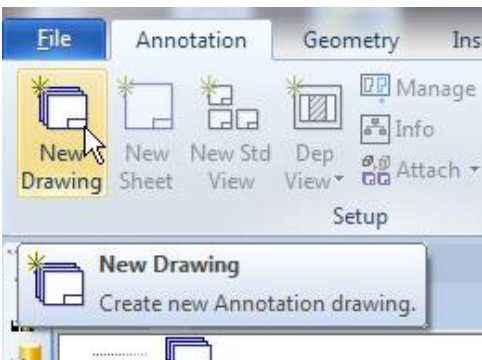 File Annotation Geometry Ins
New Drawing
New Sheet
New Std View
Dep View
Manage
Info
Attach
Setup
New Drawing
Create new Annotation drawing.